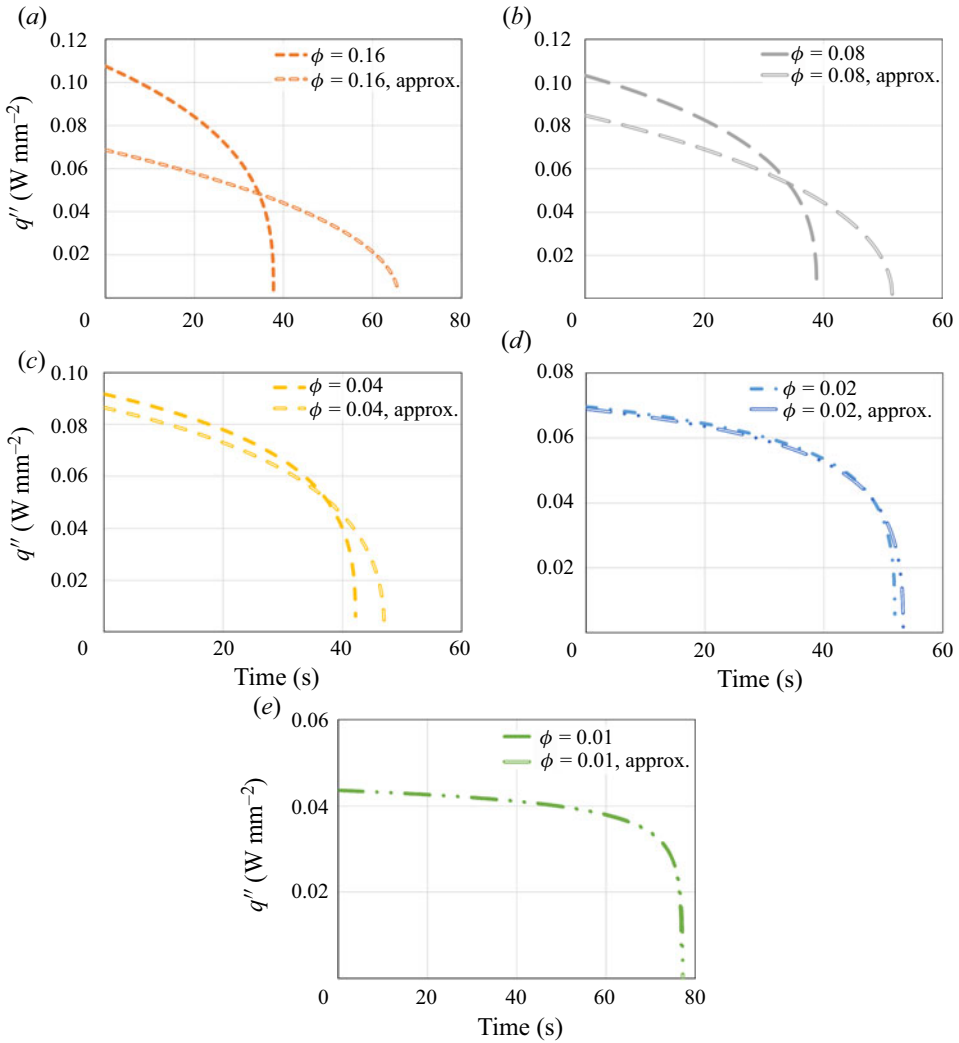 (a)
0.12
0.10
0.08
0.06
0.04
0.02
0
20
40
60
80
q″ (W mm−2)
ϕ = 0.16
ϕ = 0.16, approx.
(b)
0.12
0.10
0.08
0.06
0.04
0.02
0
20
40
60
ϕ = 0.08
ϕ = 0.08, approx.
(c)
0.10
0.08
0.06
0.04
0.02
0
20
40
60
q″ (W mm−2)
Time (s)
ϕ = 0.04
ϕ = 0.04, approx.
(d)
0.08
0.06
0.04
0.02
0
20
40
60
Time (s)
ϕ = 0.02
ϕ = 0.02, approx.
(e)
0.06
0.04
0.02
0
20
40
60
80
q″ (W mm−2)
Time (s)
ϕ = 0.01
ϕ = 0.01, approx.